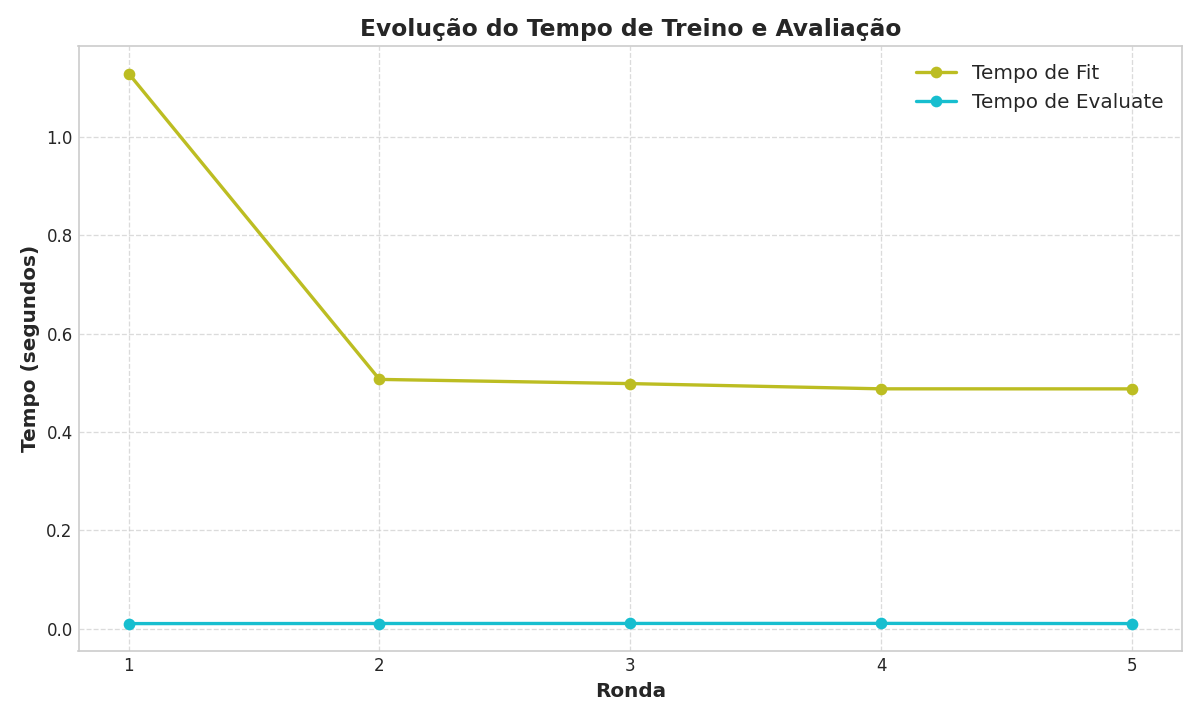 Evolução do Tempo de Treino e Avaliação
Tempo de Fit
Tempo de Evaluate
Tempo (segundos)
1.0
0.8
0.6
0.4
0.2
0.0
1 2 3 4 5
Ronda